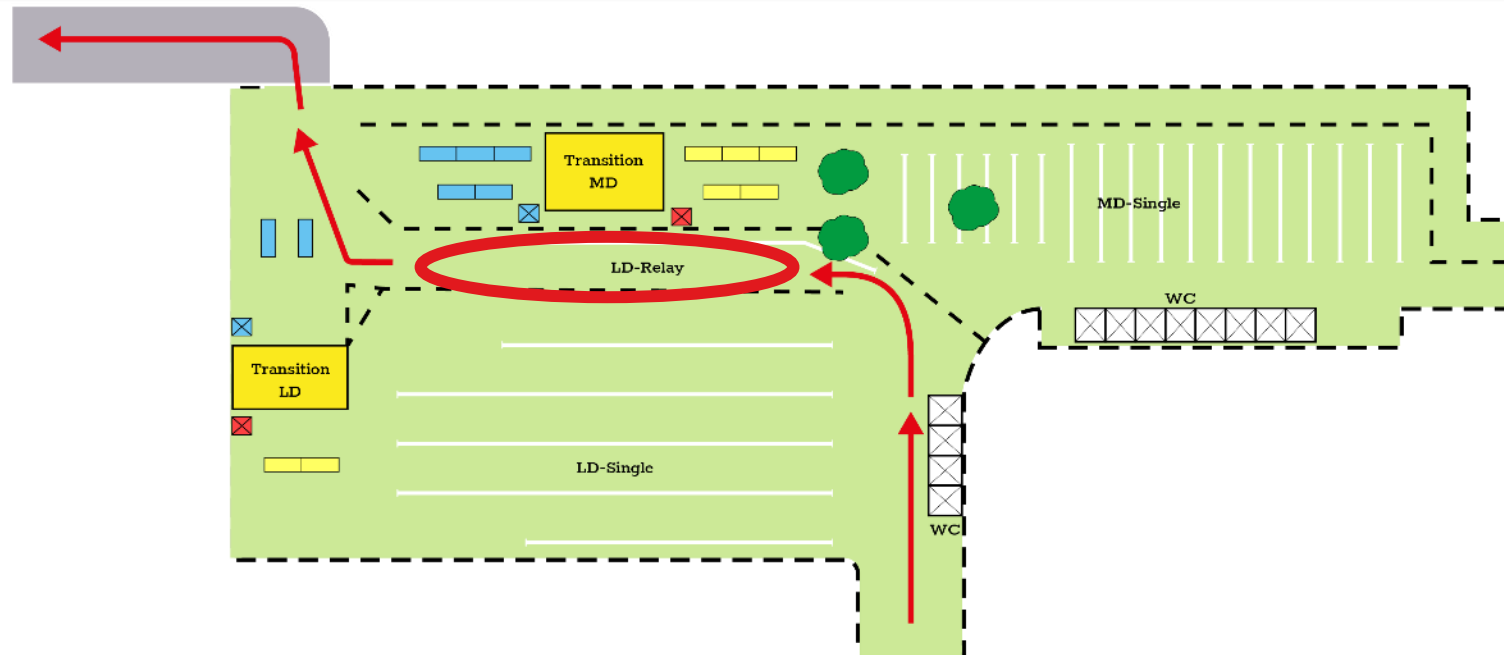 Transition
MD
MD-Single
LD-Relay
WC
Transition
LD
LD-Single
WC